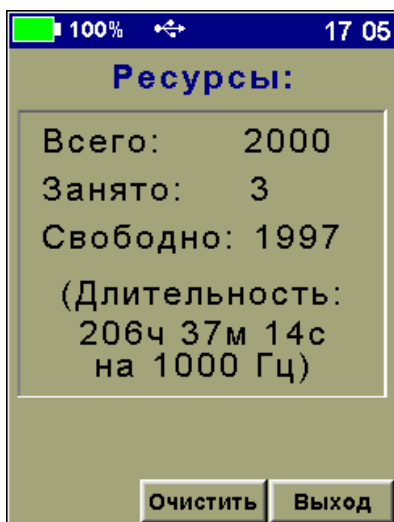 100% 17 05
Ресурсы:
Всего: 2000
Занято: 3
Свободно: 1997
(Длительность:
206ч 37м 14с
на 1000 Гц)
Очистить Выход